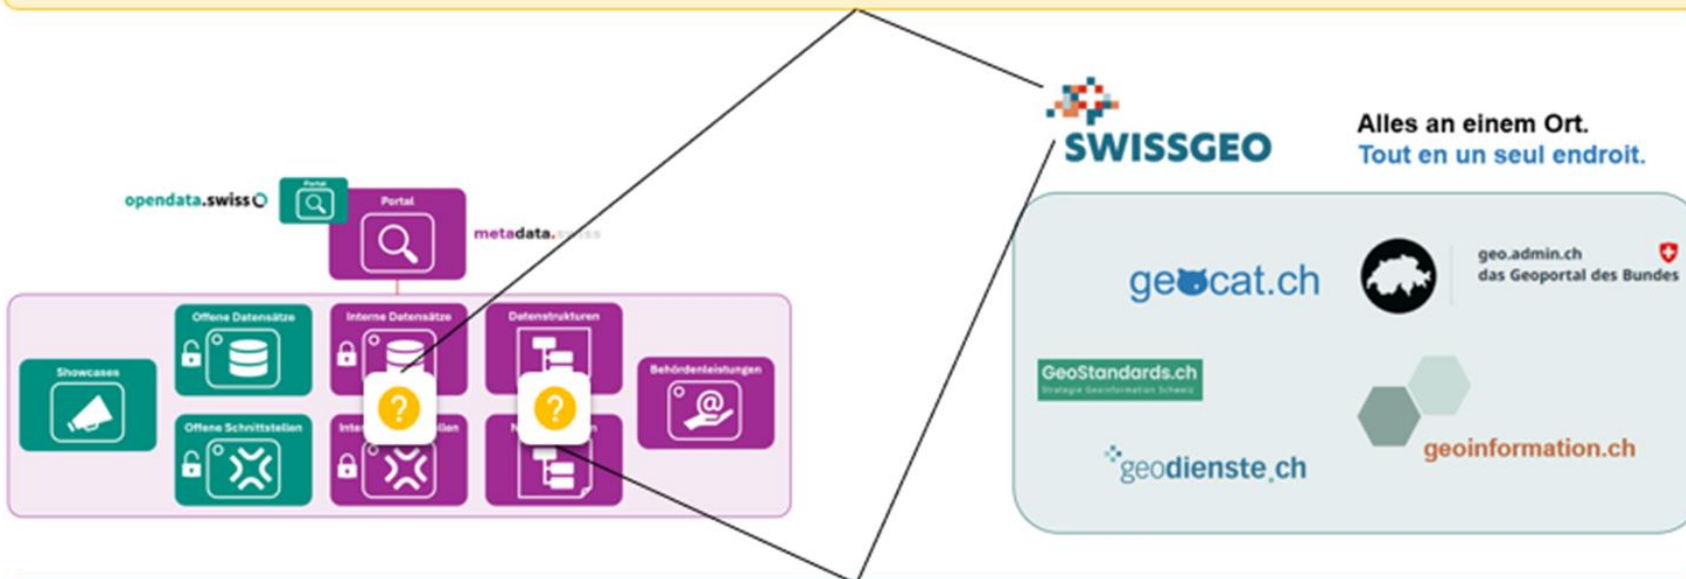 SWISSGEO
Alles an einem Ort.
Tout en un seul endroit.
opendata.swiss
Portal
Portal
metadata.swiss
geocat.ch
geo.admin.ch
das Geoportal des Bundes
Offene Datensätze
Interne Datensätze
Datenstrukturen
Showcases
Behördenleistungen
@
?
?
Offene Schnittstellen
GeoStandards.ch
Strategie Geoinformation Schweiz
geoinformation.ch
geodienste.ch